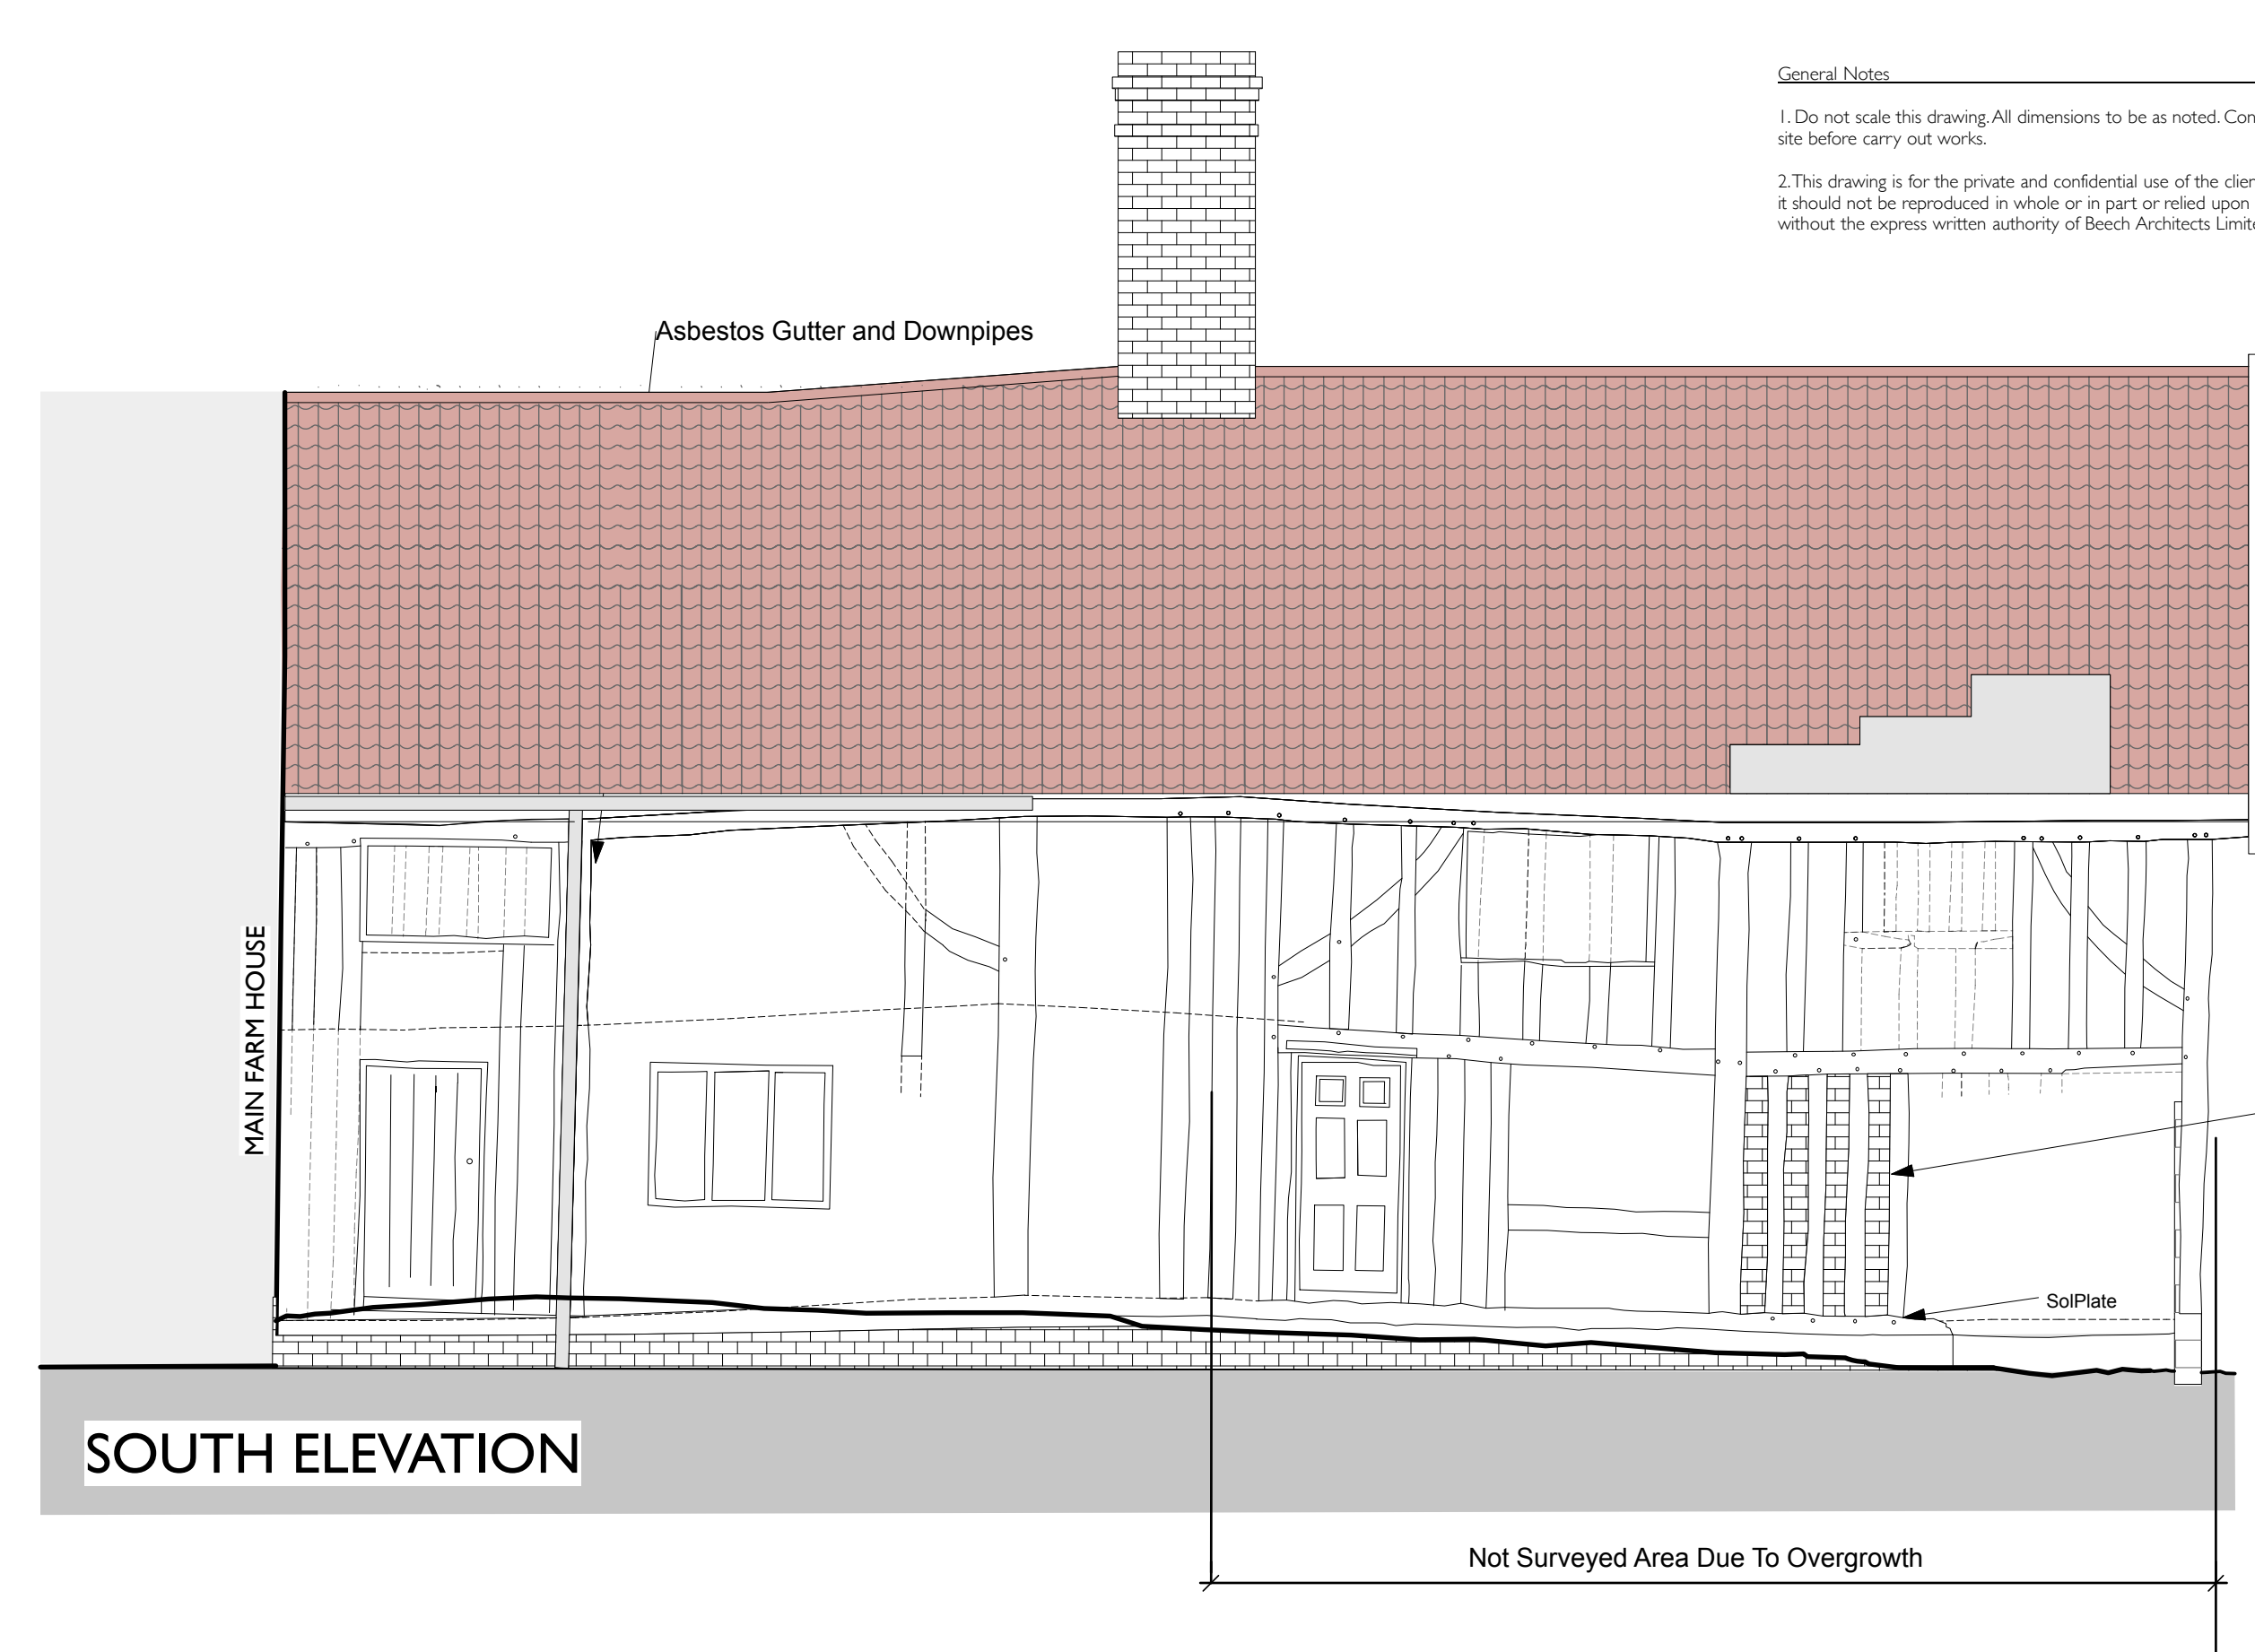 General Notes
1. Do not scale this drawing. All dimensions to be as noted. Con
site before carry out works.
2. This drawing is for the private and confidential use of the clien
it should not be reproduced in whole or in part or relied upon
without the express written authority of Beech Architects Limite
Asbestos Gutter and Downpipes
MAIN FARM HOUSE
SolPlate
SOUTH ELEVATION
Not Surveyed Area Due To Overgrowth